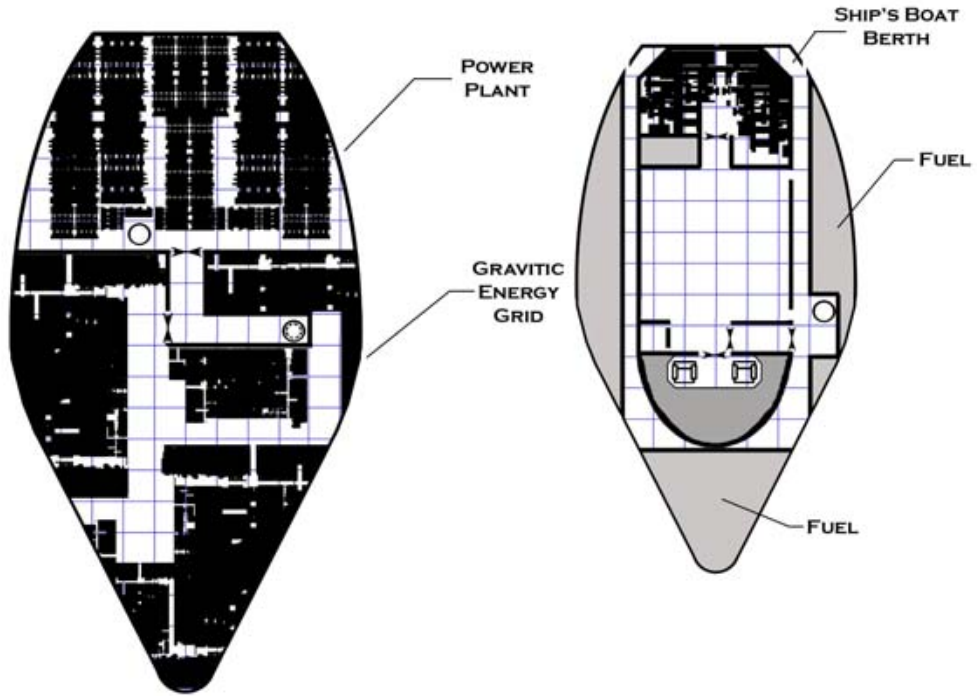 SHIP'S BOAT
BERTH
POWER
PLANT
FUEL
GRAVITIC
ENERGY
GRID
FUEL